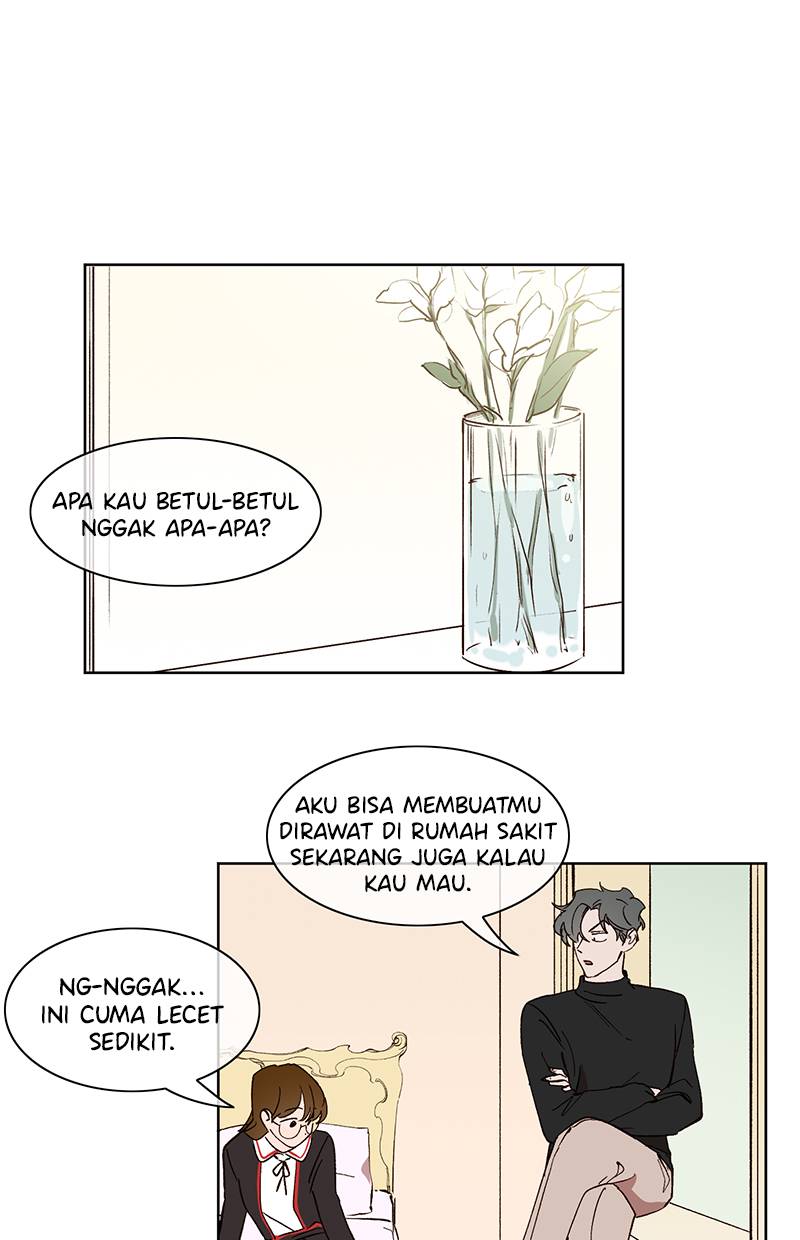 APA KAU BETUL-BETUL
NGGAK APA-APA?
AKU BISA MEMBUATMU
DIRAWAT DI RUMAH SAKIT
SEKARANG JUGA KALAU
KAU MAU.
NG-NGGAK...
INI CUMA LECET
SEDIKIT.